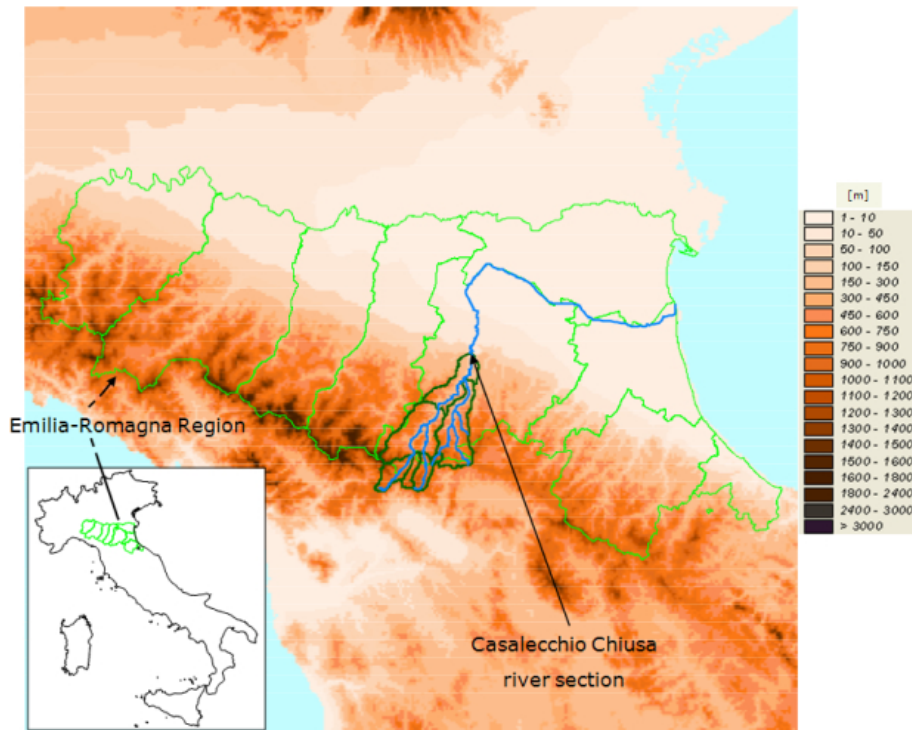 [m]
1 - 10
10 - 50
50 - 100
100 - 150
150 - 300
300 - 450
450 - 600
600 - 750
750 - 900
900 - 1000
1000 - 1100
1100 - 1200
1200 - 1300
1300 - 1400
1400 - 1500
1500 - 1600
1600 - 1800
1800 - 2400
2400 - 3000
> 3000
Emilia-Romagna Region
Casalecchio Chiusa
river section